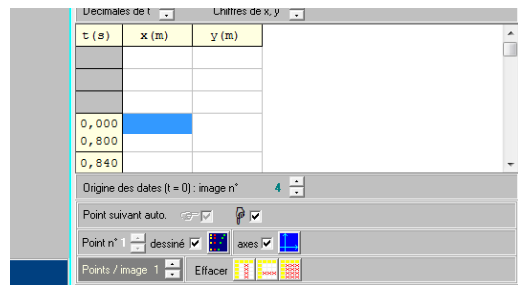 Décimales de t Chiffres de x, y
t(s) x(m) y(m)
0,000
0,800
0,840
Origine des dates (t = 0) : image n° 4
Point suivant auto.
Point n° 1 dessiné axes
Points / image 1 Effacer